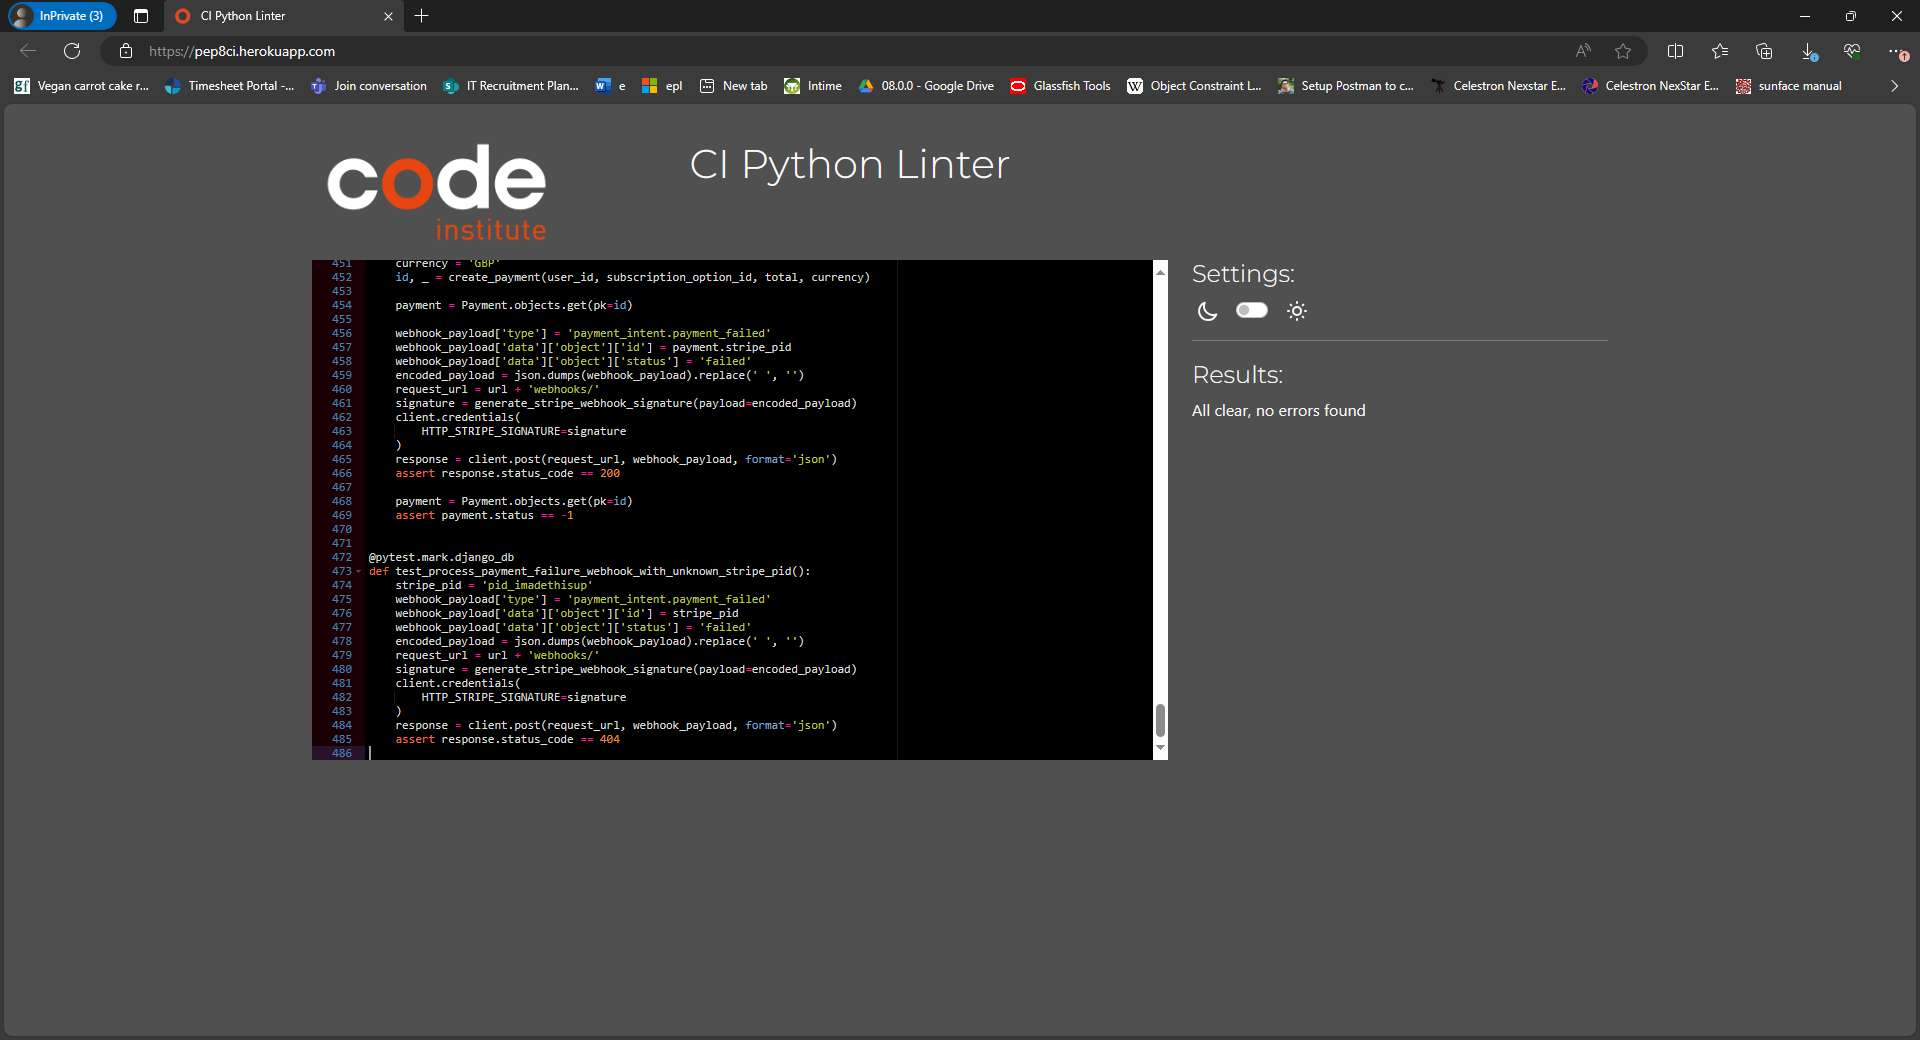 InPrivate (3)
CI Python Linter
https://pep8ci.herokuapp.com
Vegan carrot cake r...
Timesheet Portal -...
Join conversation
IT Recruitment Plan...
e
epl
New tab
Intime
08.0.0 - Google Drive
Glassfish Tools
Object Constraint L...
Setup Postman to c...
Celestron Nexstar E...
Celestron NexStar E...
sunface manual
code
institute
CI Python Linter
451     currency = 'GBP'
452     id, _ = create_payment(user_id, subscription_option_id, total, currency)
453
454     payment = Payment.objects.get(pk=id)
455
456     webhook_payload['type'] = 'payment_intent.payment_failed'
457     webhook_payload['data']['object']['id'] = payment.stripe_pid
458     webhook_payload['data']['object']['status'] = 'failed'
459     encoded_payload = json.dumps(webhook_payload).replace(' ', '')
460     request_url = url + 'webhooks/'
461     signature = generate_stripe_webhook_signature(payload=encoded_payload)
462     client.credentials(
463         HTTP_STRIPE_SIGNATURE=signature
464     )
465     response = client.post(request_url, webhook_payload, format='json')
466     assert response.status_code == 200
467
468     payment = Payment.objects.get(pk=id)
469     assert payment.status == -1
470
471
472 @pytest.mark.django_db
473 def test_process_payment_failure_webhook_with_unknown_stripe_pid():
474     stripe_pid = 'pid_imadethisup'
475     webhook_payload['type'] = 'payment_intent.payment_failed'
476     webhook_payload['data']['object']['id'] = stripe_pid
477     webhook_payload['data']['object']['status'] = 'failed'
478     encoded_payload = json.dumps(webhook_payload).replace(' ', '')
479     request_url = url + 'webhooks/'
480     signature = generate_stripe_webhook_signature(payload=encoded_payload)
481     client.credentials(
482         HTTP_STRIPE_SIGNATURE=signature
483     )
484     response = client.post(request_url, webhook_payload, format='json')
485     assert response.status_code == 404
486
Settings:
Results:
All clear, no errors found